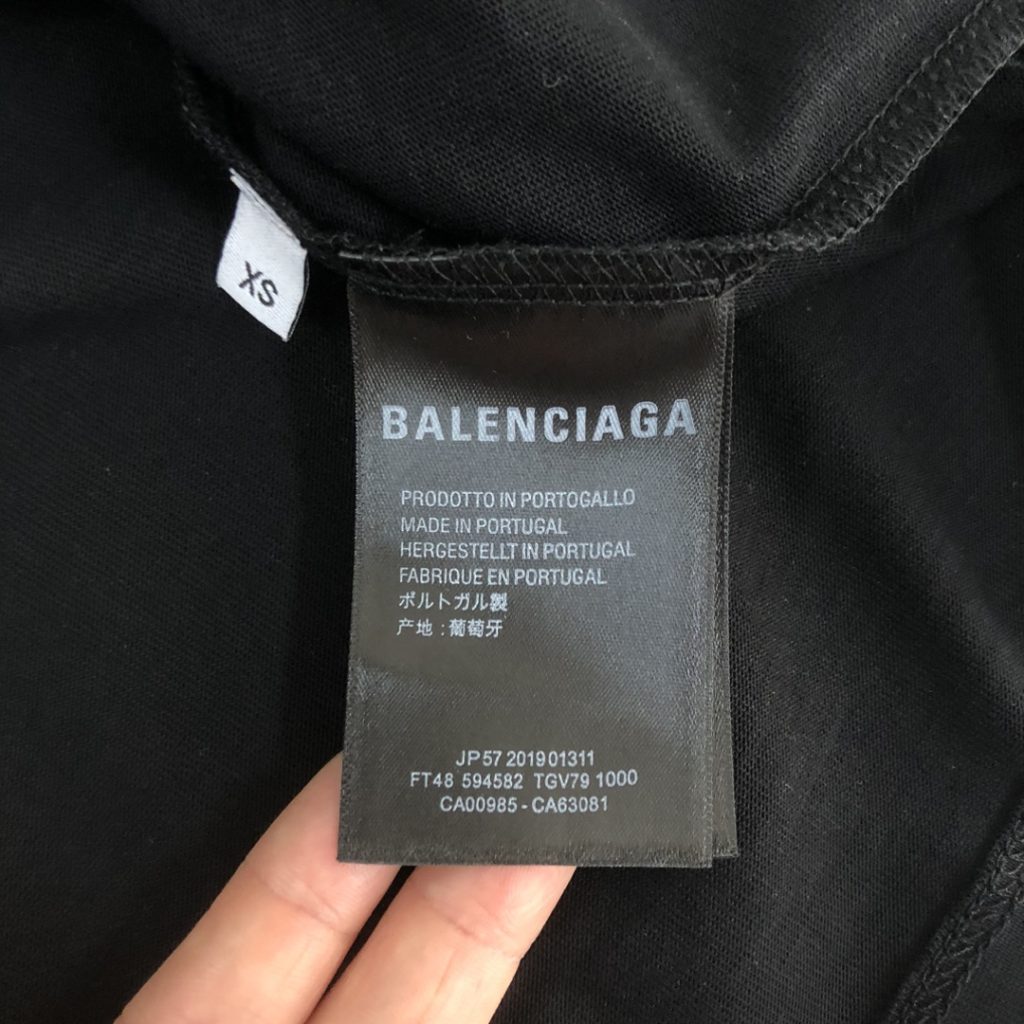 XS
BALENCIAGA
PRODOTTO IN PORTOGALLO
MADE IN PORTUGAL
HERGESTELLT IN PORTUGAL
FABRIQUE EN PORTUGAL
ポルトガル製
产地 : 葡萄牙
JP57 201901311
FT48 594582 TGV79 1000
CA00985 - CA63081